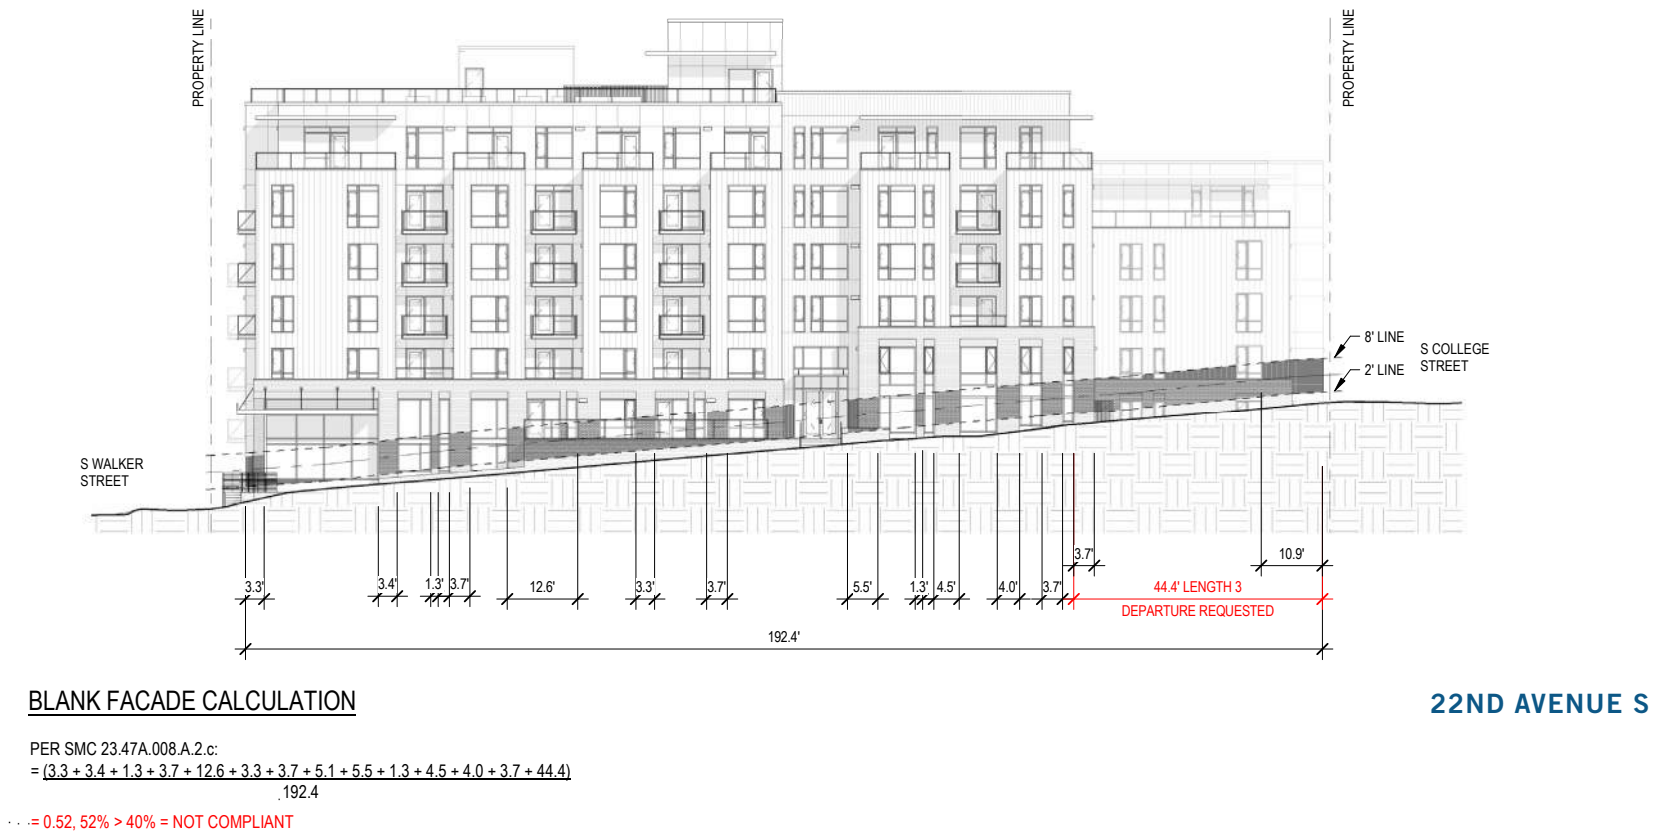 PROPERTY LINE
PROPERTY LINE
8' LINE
S COLLEGE
STREET
2' LINE
S WALKER
STREET
3.3'
3.4'
1.3'
3.7'
12.6'
3.3'
3.7'
5.5'
1.3'
4.5'
4.0'
3.7'
3.7'
10.9'
44.4' LENGTH 3
DEPARTURE REQUESTED
192.4'
BLANK FACADE CALCULATION
22ND AVENUE S
PER SMC 23.47A.008.A.2.c:
= (3.3 + 3.4 + 1.3 + 3.7 + 12.6 + 3.3 + 3.7 + 5.1 + 5.5 + 1.3 + 4.5 + 4.0 + 3.7 + 44.4)
192.4
= 0.52, 52% > 40% = NOT COMPLIANT